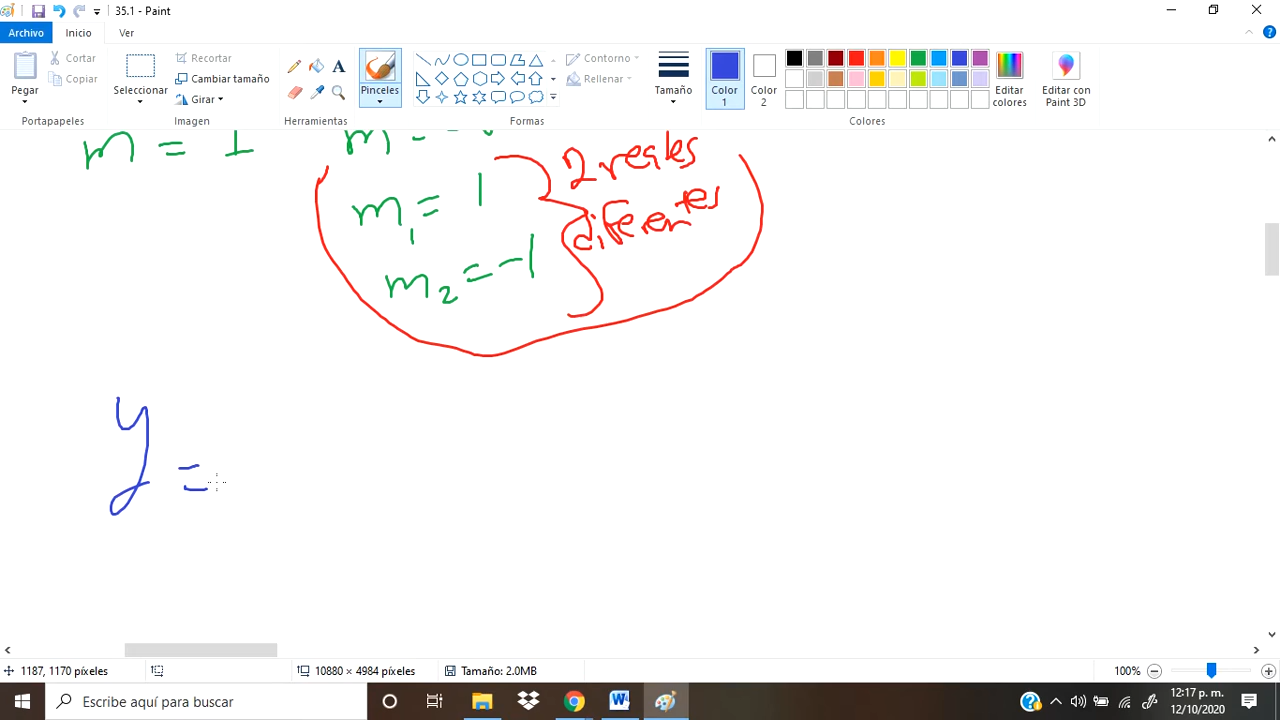 35.1 - Paint
Archivo Inicio Ver
Pegar
Cortar
Copiar
Portapapeles
Seleccionar
Recortar
Cambiar tamaño
Girar
Imagen
A
Herramientas
Contorno
Rellenar
Formas
Tamaño
Color 1
Color 2
Editar colores
Editar con Paint 3D
Colores
m = 1 m =
m1 = 1
m2 = -1
2 reales
diferentes
y =
1187, 1170 píxeles 10880 × 4984 píxeles Tamaño: 2.0MB 100%
Escribe aquí para buscar
12:17 p. m.
12/10/2020